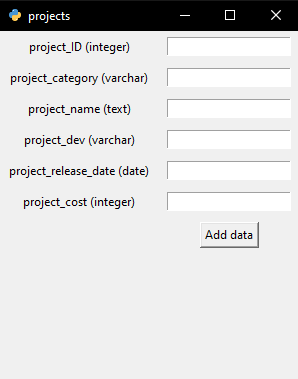 projects
project_ID (integer)
project_category (varchar)
project_name (text)
project_dev (varchar)
project_release_date (date)
project_cost (integer)
Add data